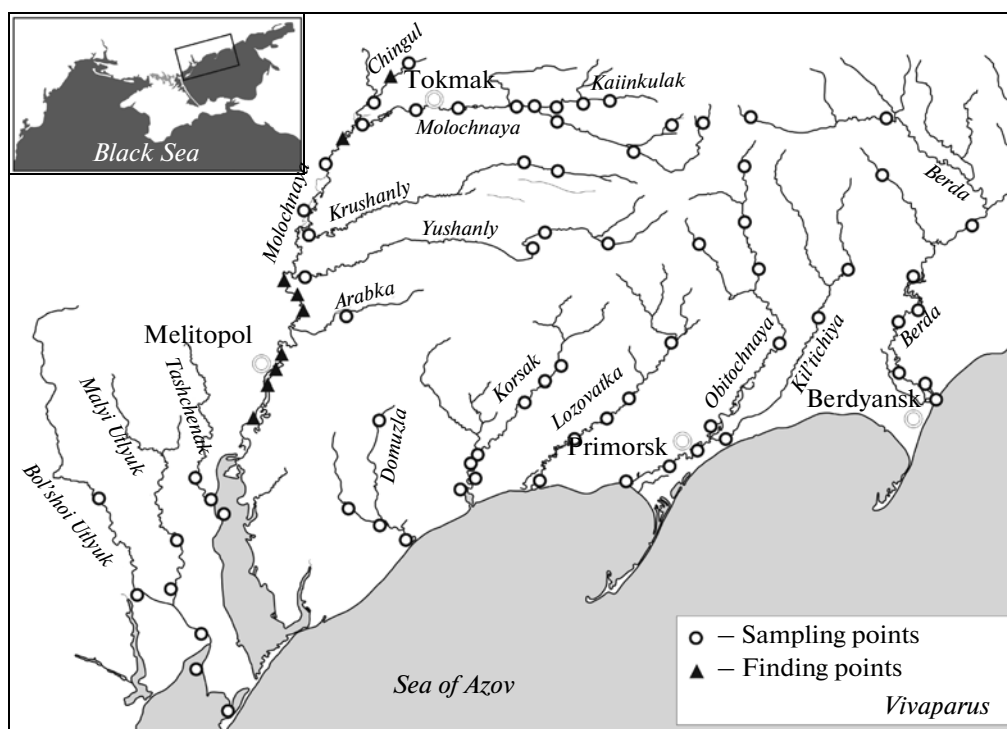 Black Sea
Chingul
Tokmak
Kaiinkulak
Molochnaya
Molochnaya
Krushanly
Yushanly
Berda
Arabka
Melitopol
Tashchenak
Malyi Utlyuk
Bol'shoi Utlyuk
Domuzla
Korsak
Lozovatka
Primorsk
Obitochnaya
Kil'tichiya
Berda
Berdyansk
Sea of Azov
– Sampling points
– Finding points
Vivaparus